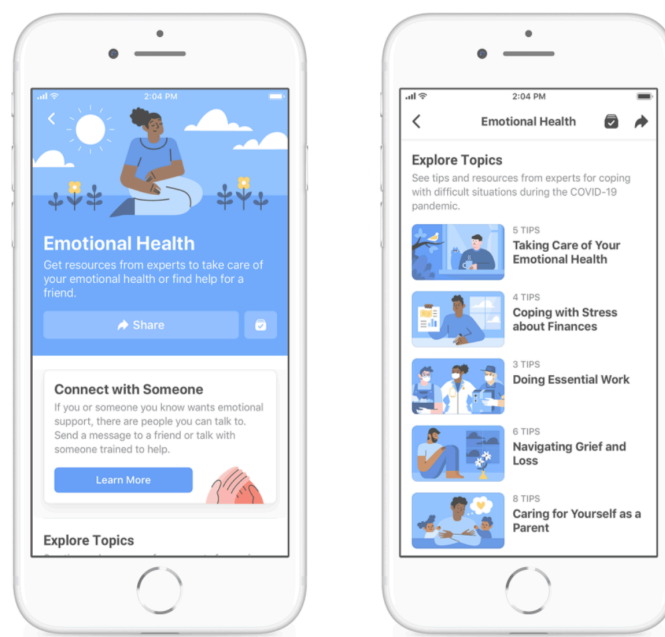 2:04 PM
Emotional Health
Get resources from experts to take care of
your emotional health or find help for a
friend.
Share
Connect with Someone
If you or someone you know wants emotional
support, there are people you can talk to.
Send a message to a friend or talk with
someone trained to help.
Learn More
Explore Topics
2:04 PM
Emotional Health
Explore Topics
See tips and resources from experts for coping
with difficult situations during the COVID-19
pandemic.
5 TIPS
Taking Care of Your
Emotional Health
4 TIPS
Coping with Stress
about Finances
3 TIPS
Doing Essential Work
6 TIPS
Navigating Grief and
Loss
8 TIPS
Caring for Yourself as a
Parent